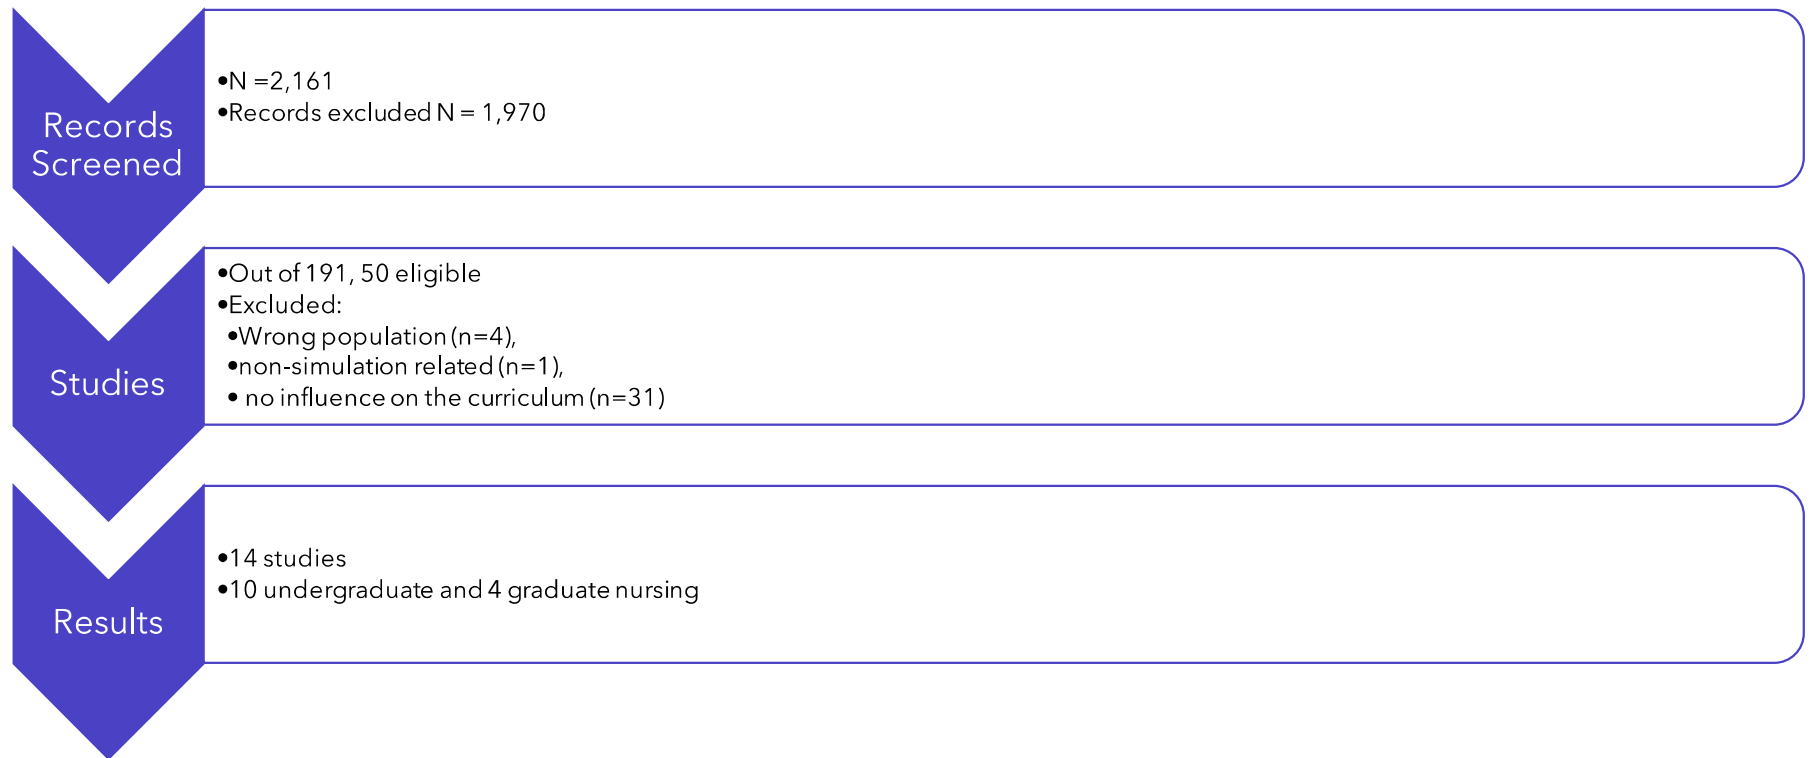 Records
Screened
•N =2,161
•Records excluded N = 1,970
Studies
•Out of 191, 50 eligible
•Excluded:
•Wrong population (n=4),
•non-simulation related (n=1),
• no influence on the curriculum (n=31)
Results
•14 studies
•10 undergraduate and 4 graduate nursing